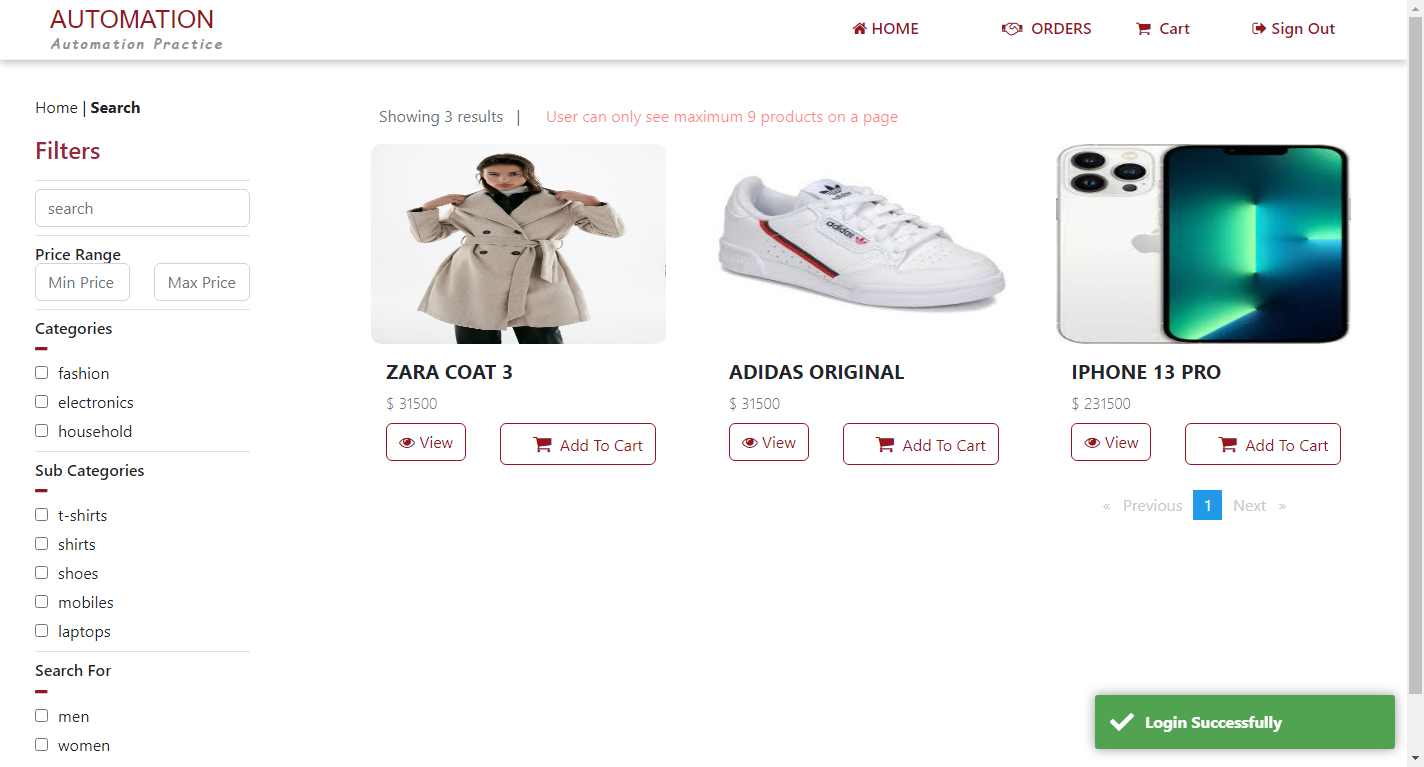 AUTOMATION
Automation Practice
HOME
ORDERS
Cart
Sign Out
Home | Search
Filters
search
Price Range
Min Price
Max Price
Categories
fashion
electronics
household
Sub Categories
t-shirts
shirts
shoes
mobiles
laptops
Search For
men
women
Showing 3 results |
User can only see maximum 9 products on a page
adidas
adidas
ZARA COAT 3
$ 31500
View
Add To Cart
ADIDAS ORIGINAL
$ 31500
View
Add To Cart
IPHONE 13 PRO
$ 231500
View
Add To Cart
« Previous 1 Next »
Login Successfully